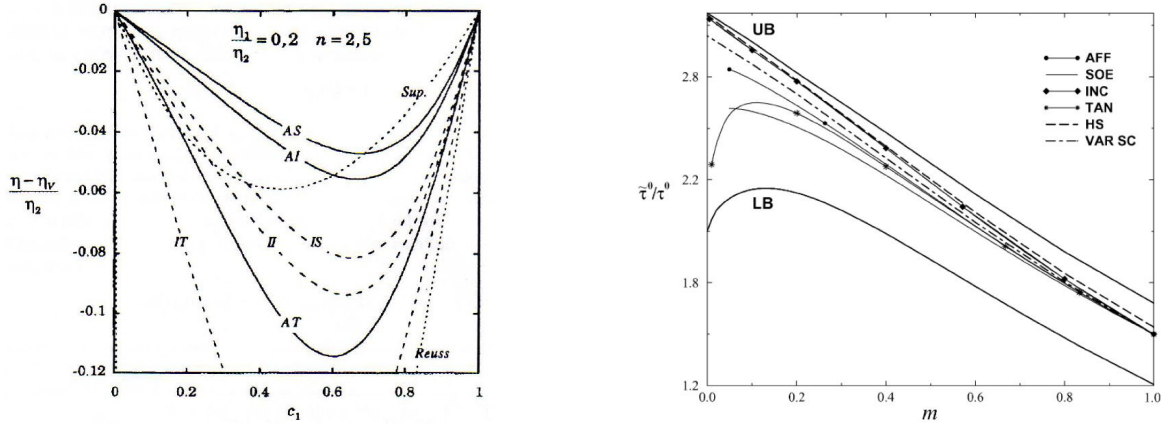 0
-0.02
-0.04
-0.06
-0.08
-0.1
-0.12
η - ηV
η2
η1
η2
=0,2 n=2,5
Sup.
AS
AI
IT
II
IS
AT
Reuss
0
0.2
0.4
0.6
0.8
1
c1
UB
AFF
SOE
INC
TAN
HS
VAR SC
LB
2.8
2.2
1.8
1.2
τ̃⁰/τ⁰
0.0
0.2
0.4
0.6
0.8
1.0
m